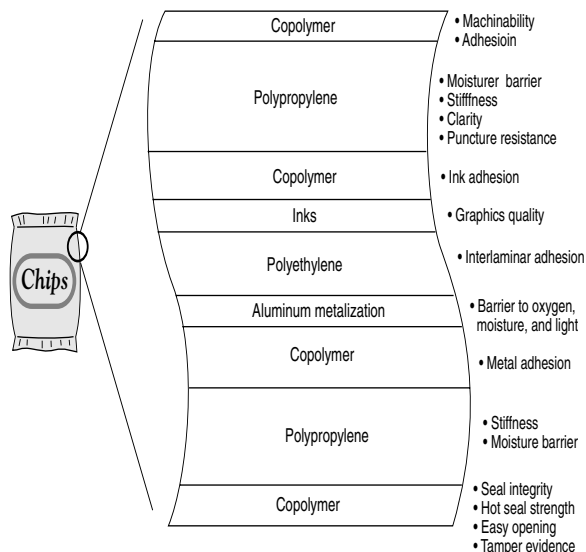 Copolymer
• Machinability
• Adhesioin
Polypropylene
• Moisturer barrier
• Stifffness
• Clarity
• Puncture resistance
Copolymer
• Ink adhesion
Inks
• Graphics quality
Polyethylene
• Interlaminar adhesion
Chips
Aluminum metalization
• Barrier to oxygen,
moisture, and light
Copolymer
• Metal adhesion
Polypropylene
• Stiffness
• Moisture barrier
Copolymer
• Seal integrity
• Hot seal strength
• Easy opening
• Tamper evidence